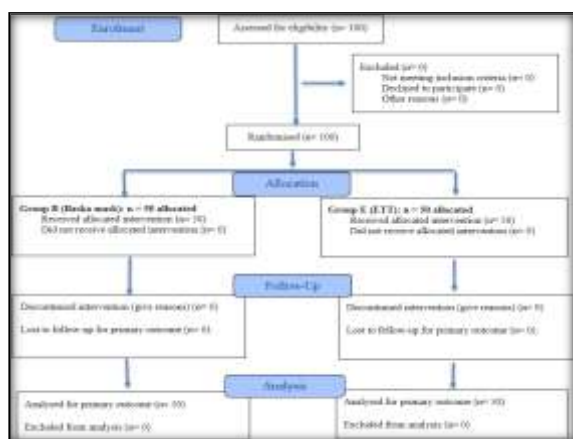 Enrolment
Assessed for eligibility (n= 100)
Excluded (n= 0)
Not meeting inclusion criteria (n= 0)
Declined to participate (n= 0)
Other reasons (n= 0)
Randomised (n= 100)
Allocation
Group B (Baska mask): n = 50 allocated
Received allocated intervention (n= 50)
Did not receive allocated intervention (n= 0)
Group E (ETT): n = 50 allocated
Received allocated intervention (n= 50)
Did not receive allocated intervention (n= 0)
Follow-Up
Discontinued intervention (give reasons) (n= 0)
Lost to follow-up for primary outcome (n= 0)
Discontinued intervention (give reasons) (n= 0)
Lost to follow-up for primary outcome (n= 0)
Analysis
Analysed for primary outcome (n= 50)
Excluded from analysis (n= 0)
Analysed for primary outcome (n= 50)
Excluded from analysis (n= 0)